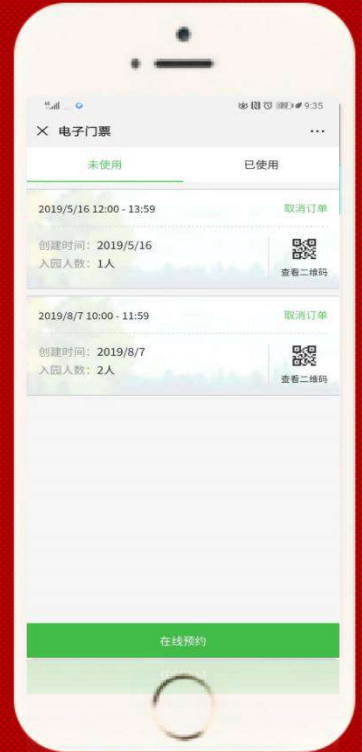 9:35
电子门票
未使用
已使用
2019/5/16 12:00 - 13:59
取消订单
创建时间：2019/5/16
入园人数：1人
查看二维码
2019/8/7 10:00 - 11:59
取消订单
创建时间：2019/8/7
入园人数：2人
查看二维码
在线预约